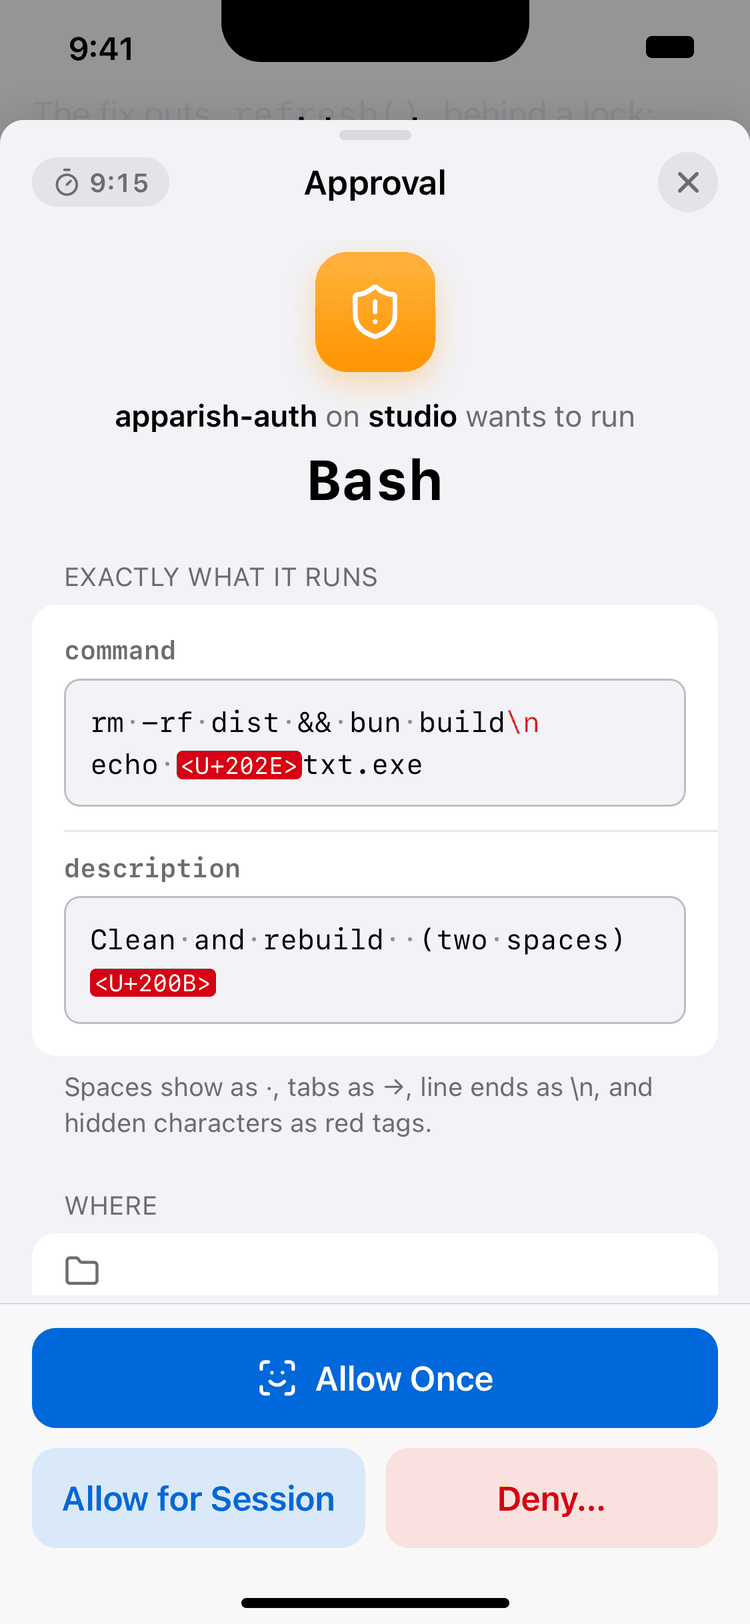 9:41
The fix puts refresh() behind a lock:
9:15
Approval
apparish-auth on studio wants to run
Bash
EXACTLY WHAT IT RUNS
command
rm·-rf·dist·&&·bun·build\n
echo·<U+202E>txt.exe
description
Clean·and·rebuild··(two·spaces)
<U+200B>
Spaces show as ·, tabs as →, line ends as \n, and
hidden characters as red tags.
WHERE
Allow Once
Allow for Session
Deny...